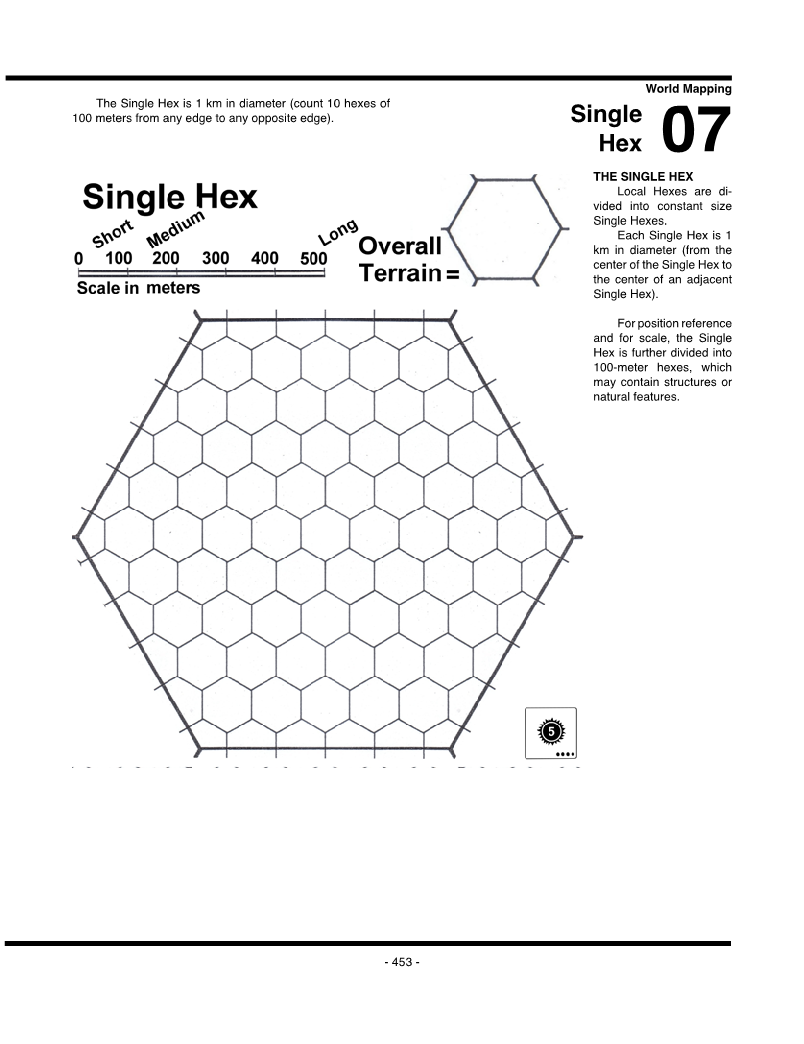 World Mapping
The Single Hex is 1 km in diameter (count 10 hexes of
100 meters from any edge to any opposite edge).
Single
Hex
07
THE SINGLE HEX
Local Hexes are di-
vided into constant size
Single Hexes.
Each Single Hex is 1
km in diameter (from the
center of the Single Hex to
the center of an adjacent
Single Hex).
For position reference
and for scale, the Single
Hex is further divided into
100-meter hexes, which
may contain structures or
natural features.
Single Hex
Short Medium Long
0 100 200 300 400 500
Scale in meters
Overall
Terrain =
5
- 453 -